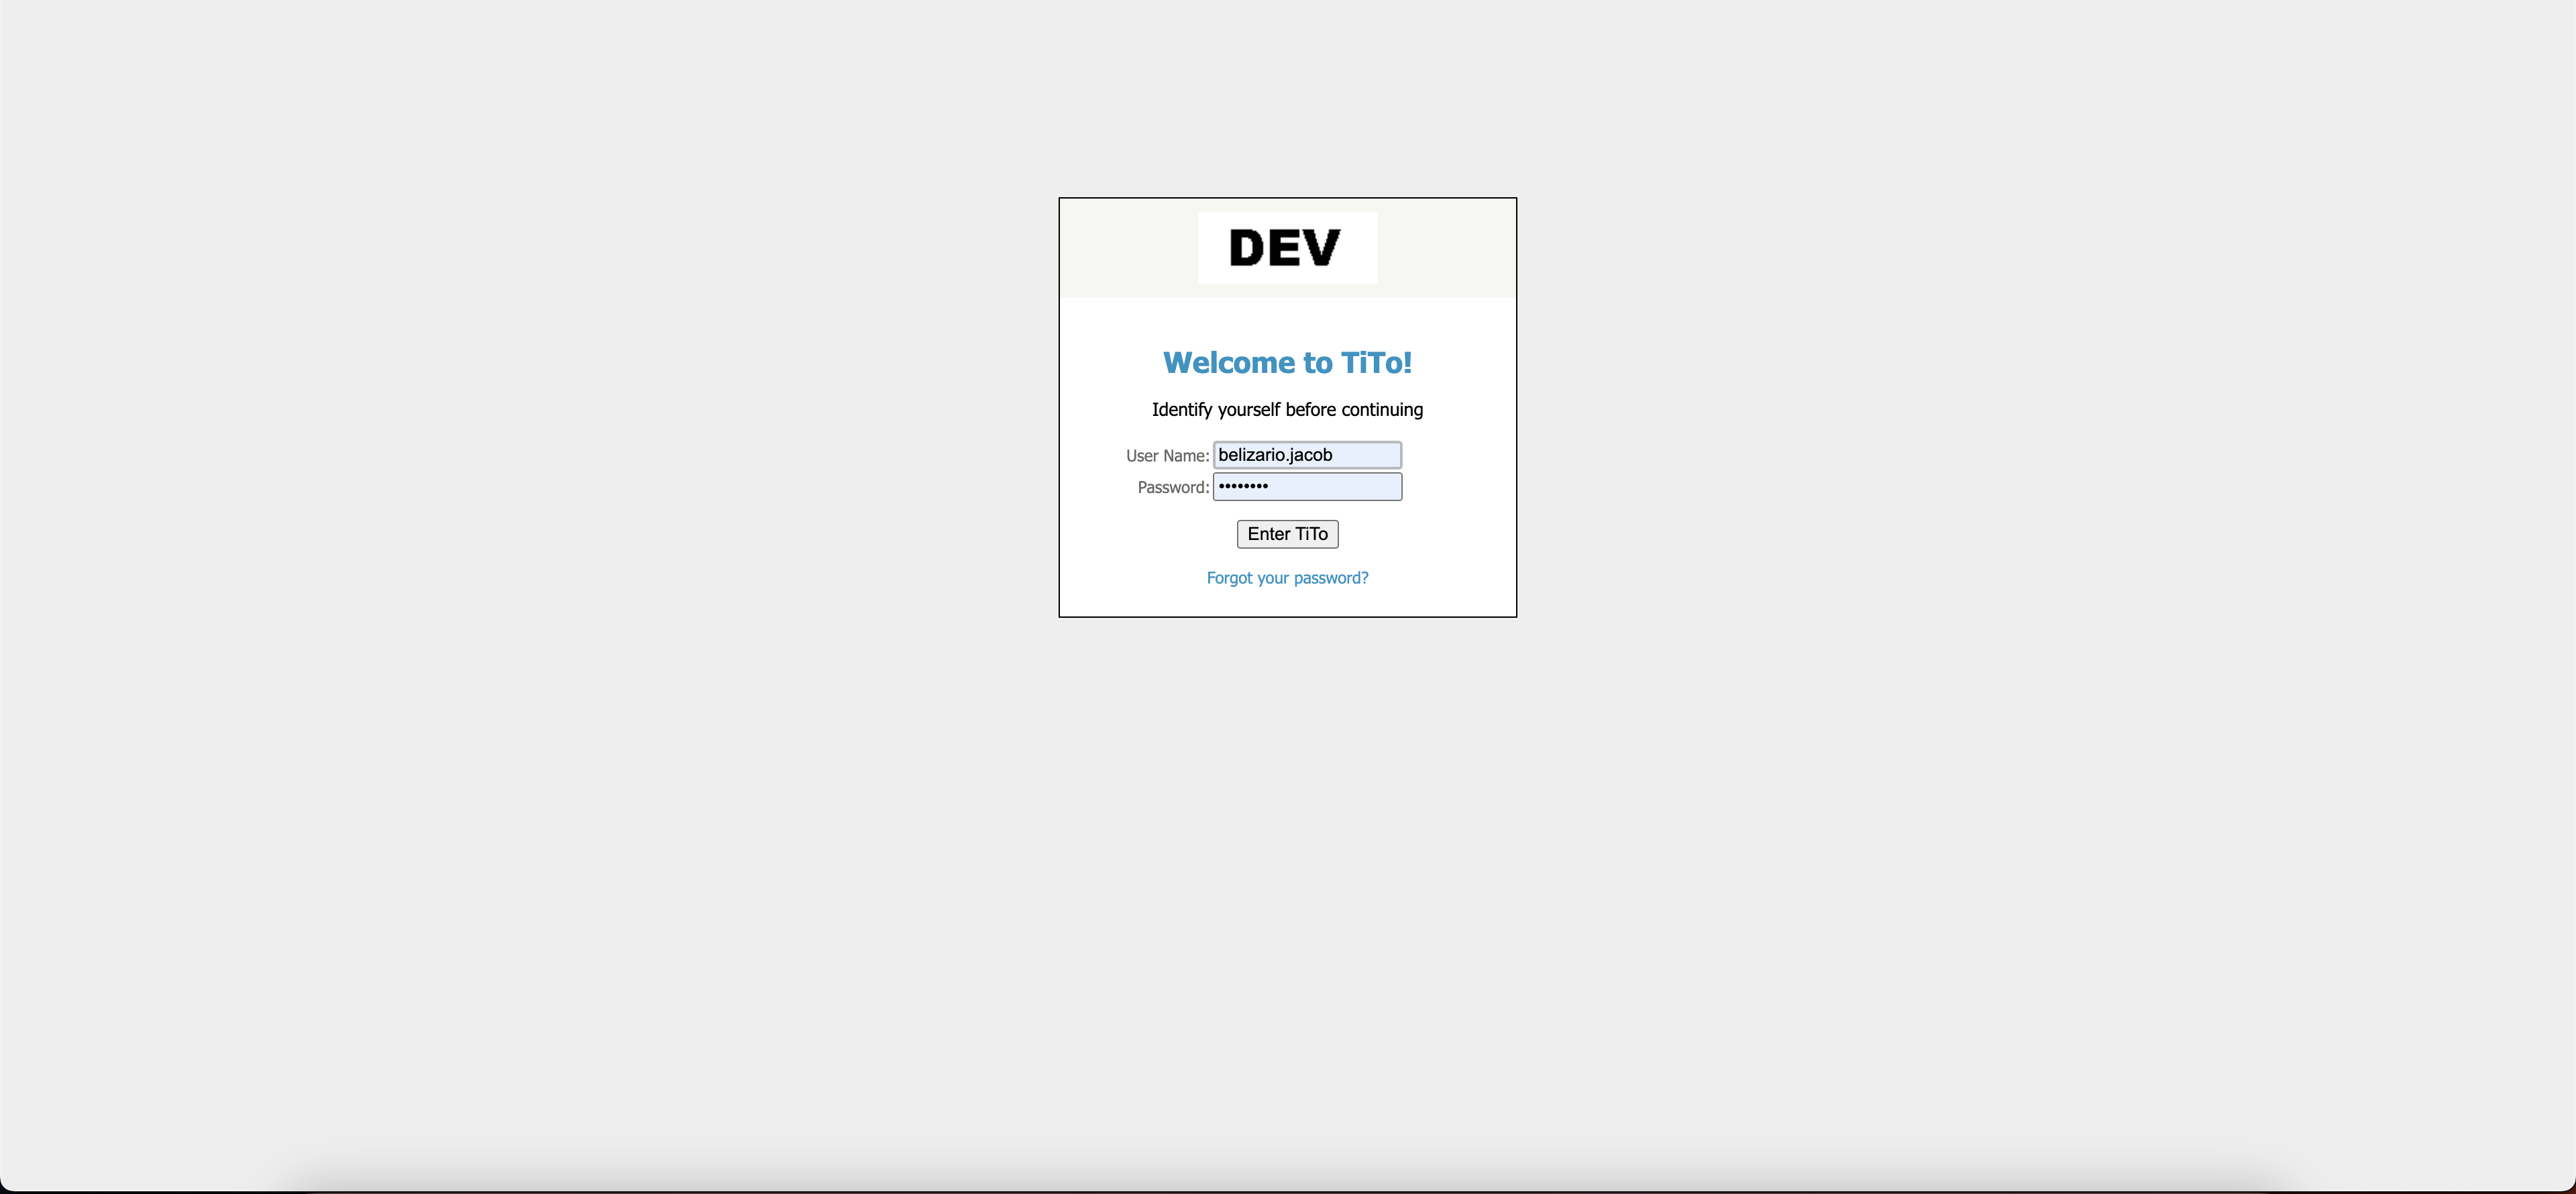 DEV
Welcome to TiTo!
Identify yourself before continuing
User Name: belizario.jacob
Password: ••••••••
Enter TiTo
Forgot your password?